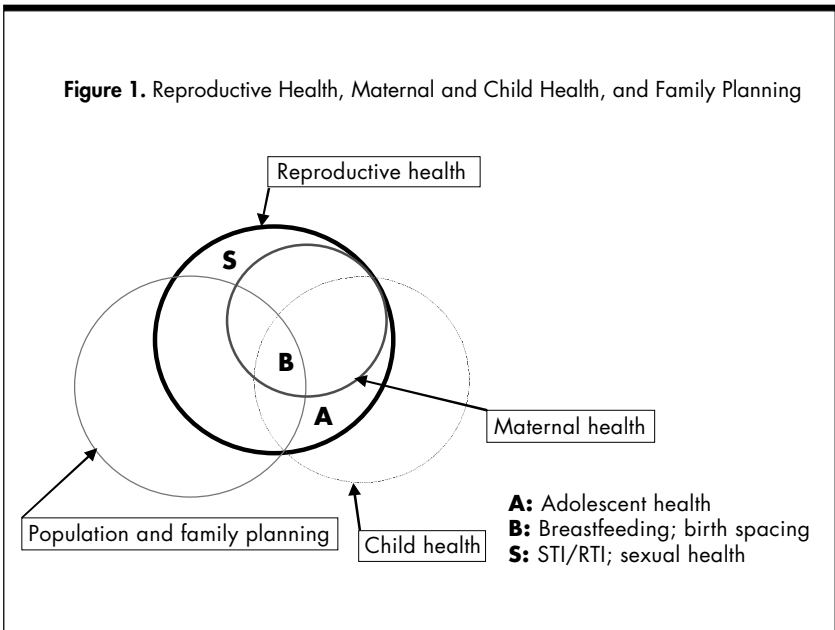 Figure 1. Reproductive Health, Maternal and Child Health, and Family Planning
Reproductive health
S
B
A
Maternal health
Population and family planning
Child health
A: Adolescent health
B: Breastfeeding; birth spacing
S: STI/RTI; sexual health